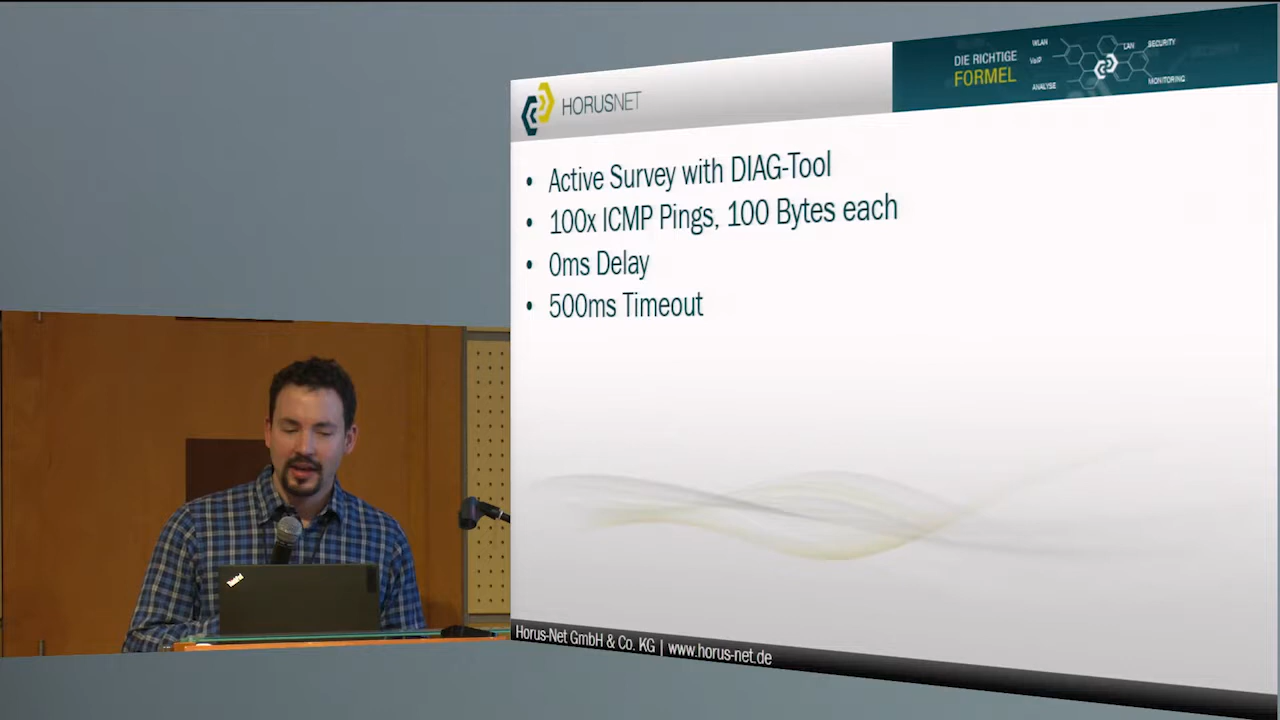 HORUSNET
DIE RICHTIGE
FORMEL
WLAN
VoIP
ANALYSE
LAN
SECURITY
MONITORING
• Active Survey with DIAG-Tool
• 100x ICMP Pings, 100 Bytes each
• 0ms Delay
• 500ms Timeout
Horus-Net GmbH & Co. KG | www.horus-net.de